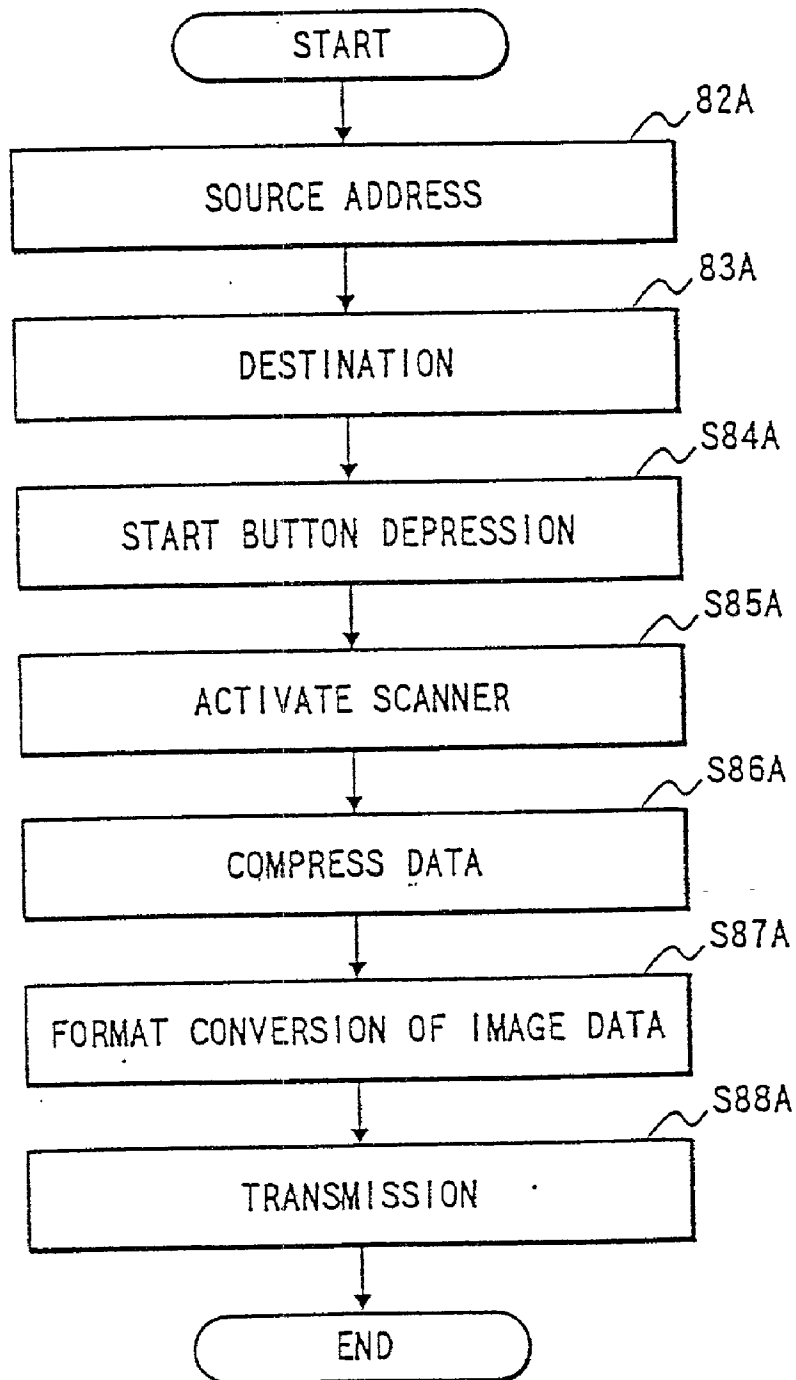 START
82A
SOURCE ADDRESS
83A
DESTINATION
S84A
START BUTTON DEPRESSION
S85A
ACTIVATE SCANNER
S86A
COMPRESS DATA
S87A
FORMAT CONVERSION OF IMAGE DATA
S88A
TRANSMISSION
END